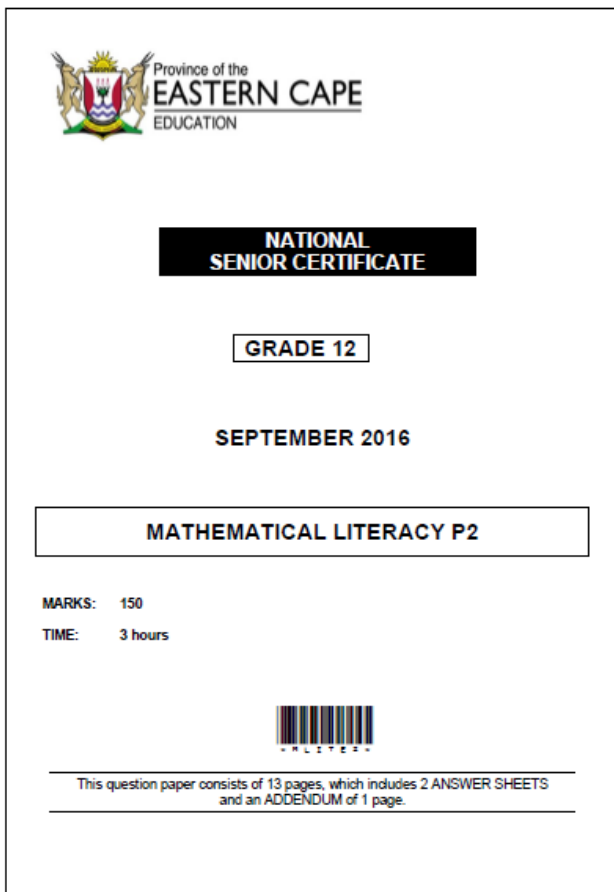 Province of the
EASTERN CAPE
EDUCATION
NATIONAL
SENIOR CERTIFICATE
GRADE 12
SEPTEMBER 2016
MATHEMATICAL LITERACY P2
MARKS: 150
TIME: 3 hours
*MLITE2*
This question paper consists of 13 pages, which includes 2 ANSWER SHEETS
and an ADDENDUM of 1 page.